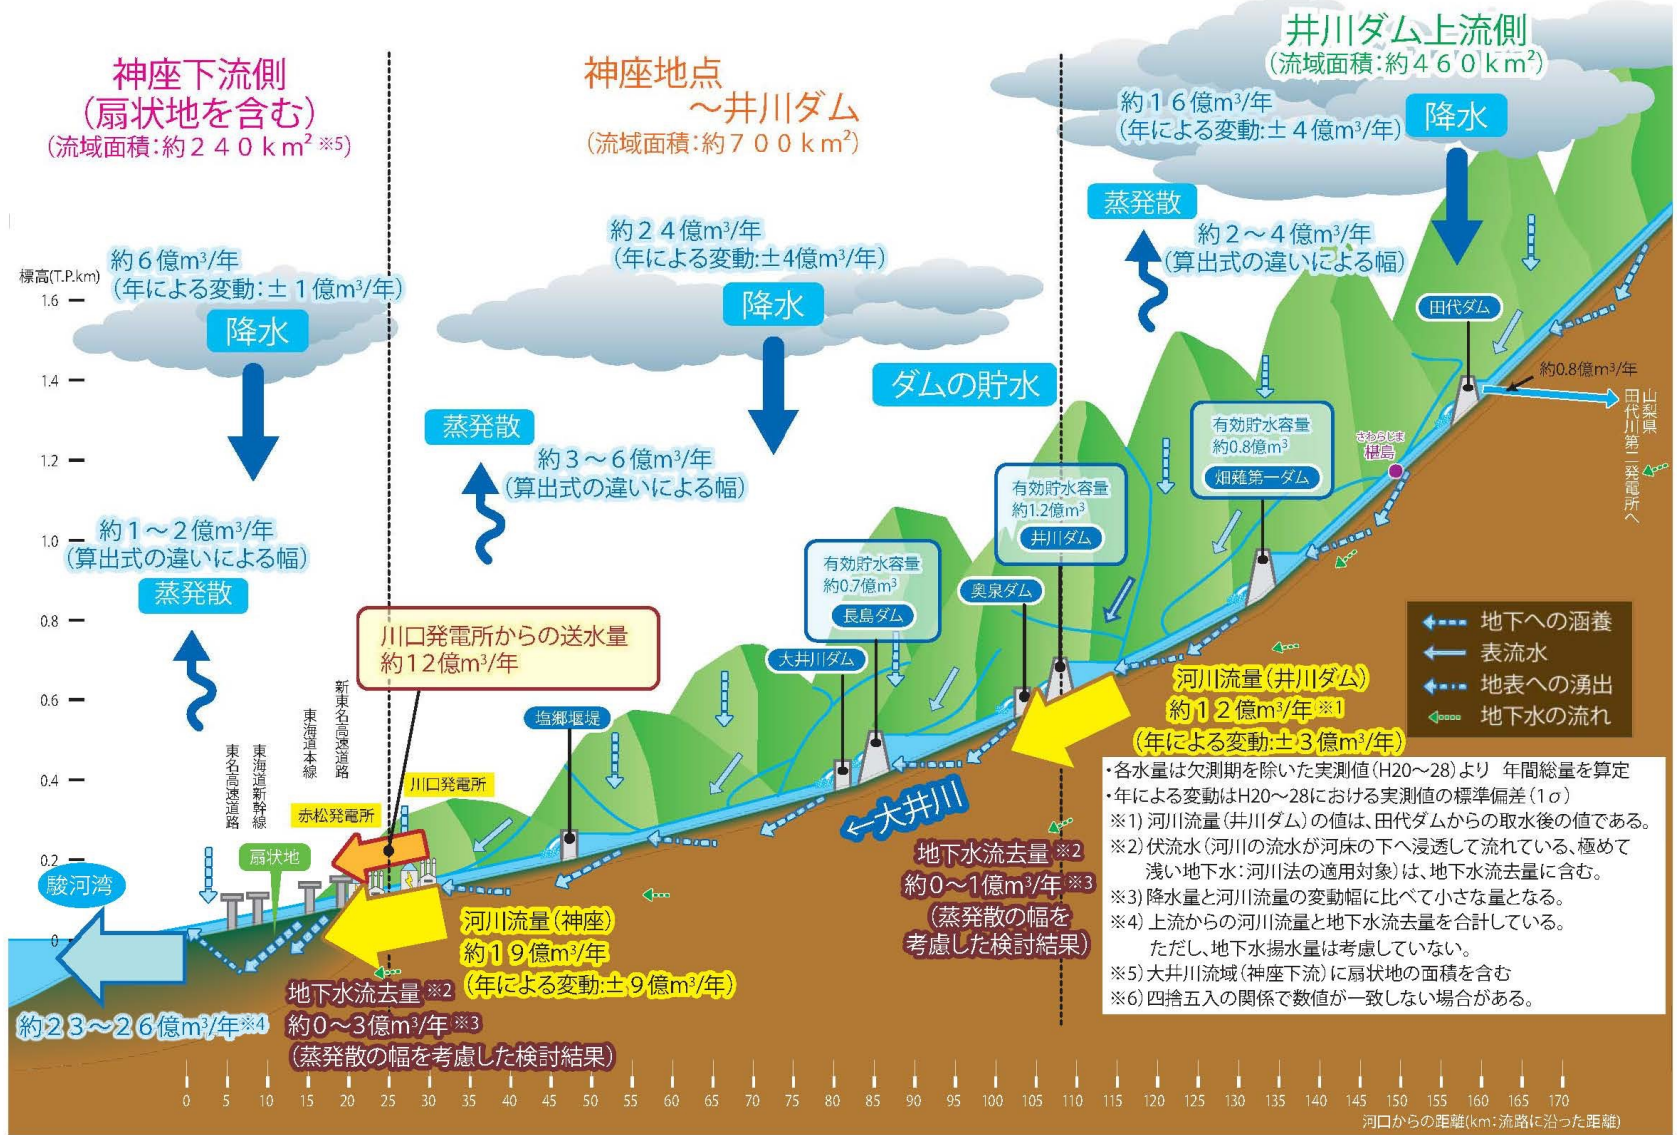 神座下流側
(扇状地を含む)
(流域面積:約240km² ※5)
神座地点
～井川ダム
(流域面積:約700km²)
井川ダム上流側
(流域面積:約460km²)
約16億m³/年
(年による変動:±4億m³/年)
降水
蒸発散
約2～4億m³/年
(算出式の違いによる幅)
約24億m³/年
(年による変動:±4億m³/年)
降水
約6億m³/年
(年による変動:±1億m³/年)
降水
標高(T.P.km)
1.6
1.4
1.2
1.0
0.8
0.6
0.4
0.2
0
ダムの貯水
蒸発散
約3～6億m³/年
(算出式の違いによる幅)
約1～2億m³/年
(算出式の違いによる幅)
蒸発散
田代ダム
約0.8億m³/年
山梨県
田代川第二発電所へ
さわらじま
椹島
有効貯水容量
約0.8億m³
畑薙第一ダム
有効貯水容量
約1.2億m³
井川ダム
有効貯水容量
約0.7億m³
長島ダム
奥泉ダム
大井川ダム
塩郷堰堤
川口発電所からの送水量
約12億m³/年
新東名高速道路
東海道本線
東海道新幹線
東名高速道路
川口発電所
赤松発電所
扇状地
駿河湾
←大井川
河川流量(井川ダム)
約12億m³/年※1
(年による変動:±3億m³/年)
地下水流去量※2
約0～1億m³/年※3
(蒸発散の幅を
考慮した検討結果)
河川流量(神座)
約19億m³/年
(年による変動:±9億m³/年)
地下水流去量※2
約0～3億m³/年※3
(蒸発散の幅を考慮した検討結果)
約23～26億m³/年※4
地下への涵養
表流水
地表への湧出
地下水の流れ
・各水量は欠測期を除いた実測値(H20～28)より 年間総量を算定
・年による変動はH20～28における実測値の標準偏差(1σ)
※1) 河川流量(井川ダム)の値は、田代ダムからの取水後の値である。
※2) 伏流水(河川の流水が河床の下へ浸透して流れている、極めて
浅い地下水:河川法の適用対象)は、地下水流去量に含む。
※3) 降水量と河川流量の変動幅に比べて小さな量となる。
※4) 上流からの河川流量と地下水流去量を合計している。
ただし、地下水揚水量は考慮していない。
※5) 大井川流域(神座下流)に扇状地の面積を含む
※6) 四捨五入の関係で数値が一致しない場合がある。
0 5 10 15 20 25 30 35 40 45 50 55 60 65 70 75 80 85 90 95 100 105 110 115 120 125 130 135 140 145 150 155 160 170
河口からの距離(km:流路に沿った距離)